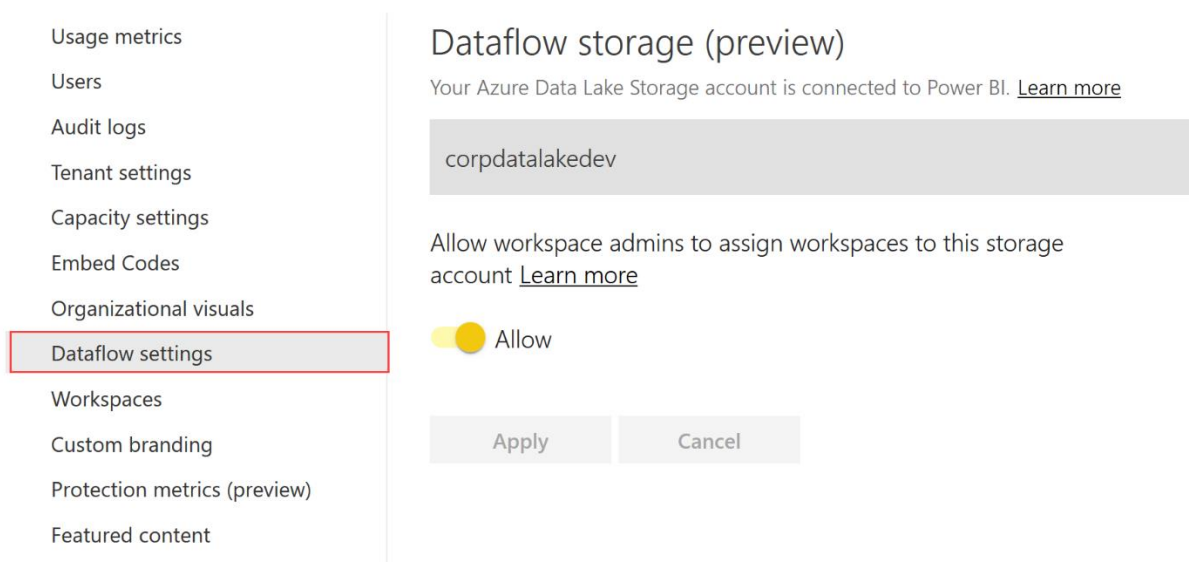 Usage metrics
Users
Audit logs
Tenant settings
Capacity settings
Embed Codes
Organizational visuals
Dataflow settings
Workspaces
Custom branding
Protection metrics (preview)
Featured content
Dataflow storage (preview)
Your Azure Data Lake Storage account is connected to Power BI. Learn more
corpdatalakedev
Allow workspace admins to assign workspaces to this storage
account Learn more
Allow
Apply Cancel